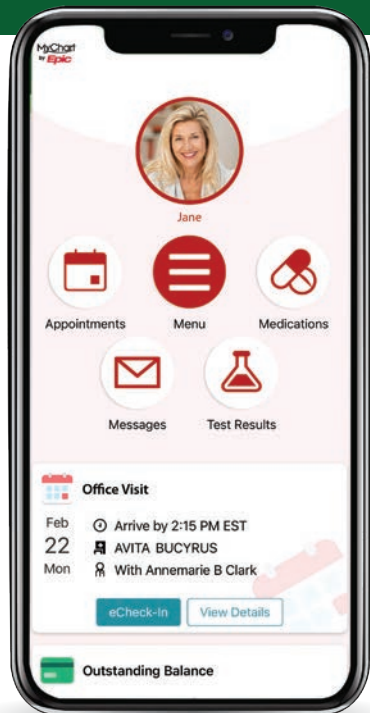 MyChart
by Epic
Jane
Appointments
Menu
Medications
Messages
Test Results
Office Visit
Feb
22
Mon
Arrive by 2:15 PM EST
AVITA BUCYRUS
With Annemarie B Clark
eCheck-In
View Details
Outstanding Balance